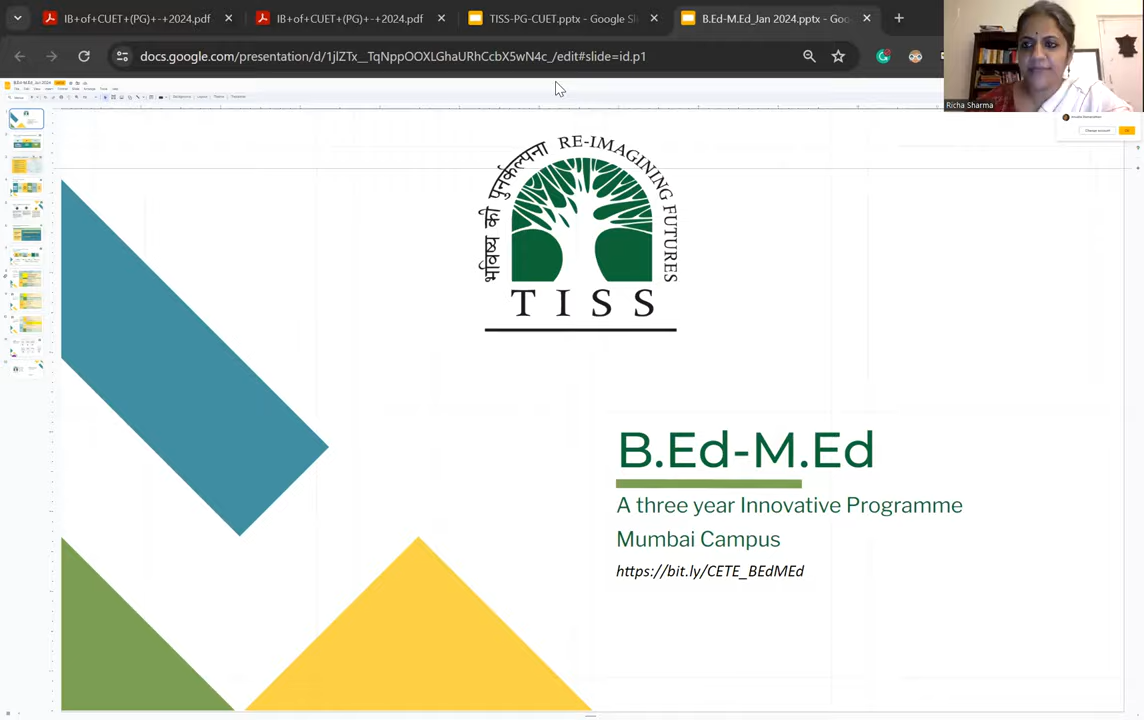 IB+of+CUET+(PG)+-+2024.pdf
IB+of+CUET+(PG)+-+2024.pdf
TISS-PG-CUET.pptx - Google Sl
B.Ed-M.Ed_Jan 2024.pptx - Goo
docs.google.com/presentation/d/1jlZTx__TqNppOOXLGhaURhCcbX5wN4c_/edit#slide=id.p1
Richa Sharma
भविष्य की पुनर्कल्पना RE-IMAGINING FUTURES
TISS
B.Ed-M.Ed
A three year Innovative Programme
Mumbai Campus
https://bit.ly/CETE_BEdMEd